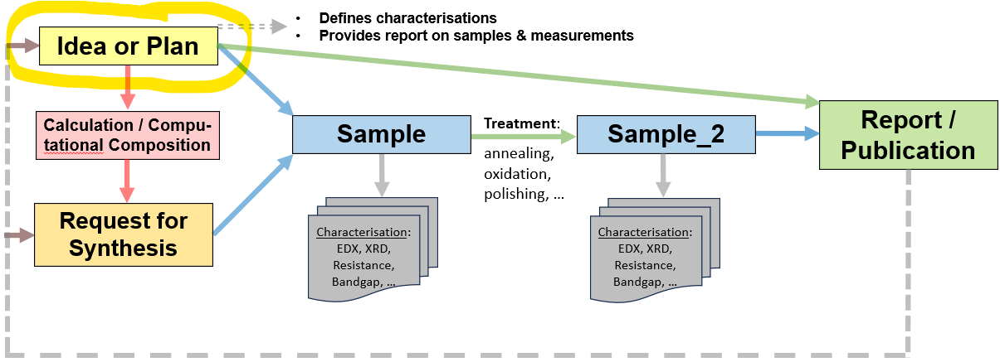 • Defines characterisations
• Provides report on samples & measurements
Idea or Plan
Calculation / Compu-
tational Composition
Request for
Synthesis
Sample
Treatment:
annealing,
oxidation,
polishing, ...
Sample_2
Report /
Publication
Characterisation:
EDX, XRD,
Resistance,
Bandgap, ...
Characterisation:
EDX, XRD,
Resistance,
Bandgap, ...